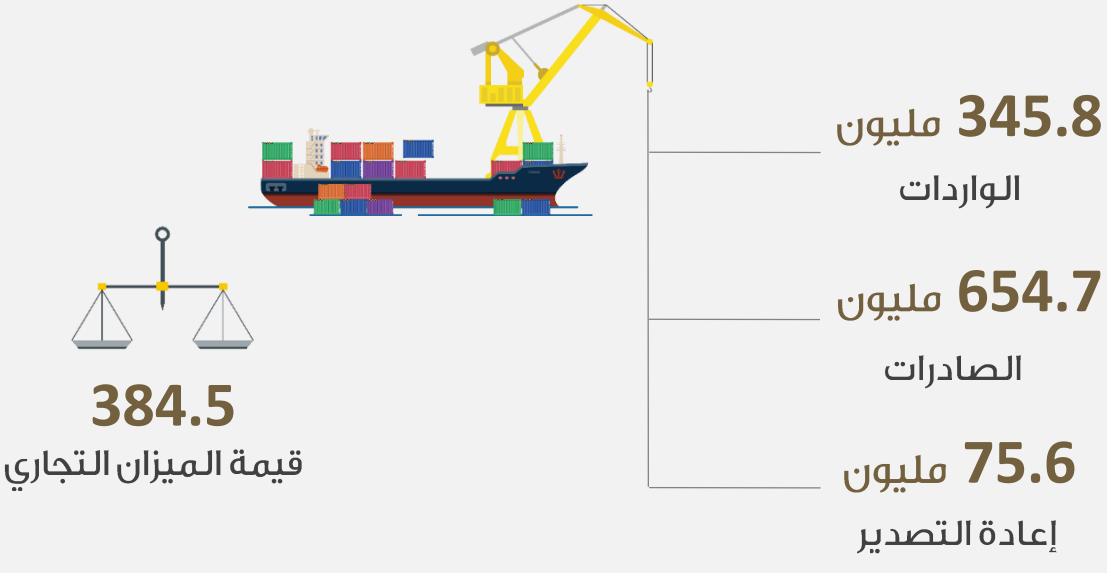 345.8 مليون
الواردات
654.7 مليون
الصادرات
75.6 مليون
إعادة التصدير
384.5
قيمة الميزان التجاري